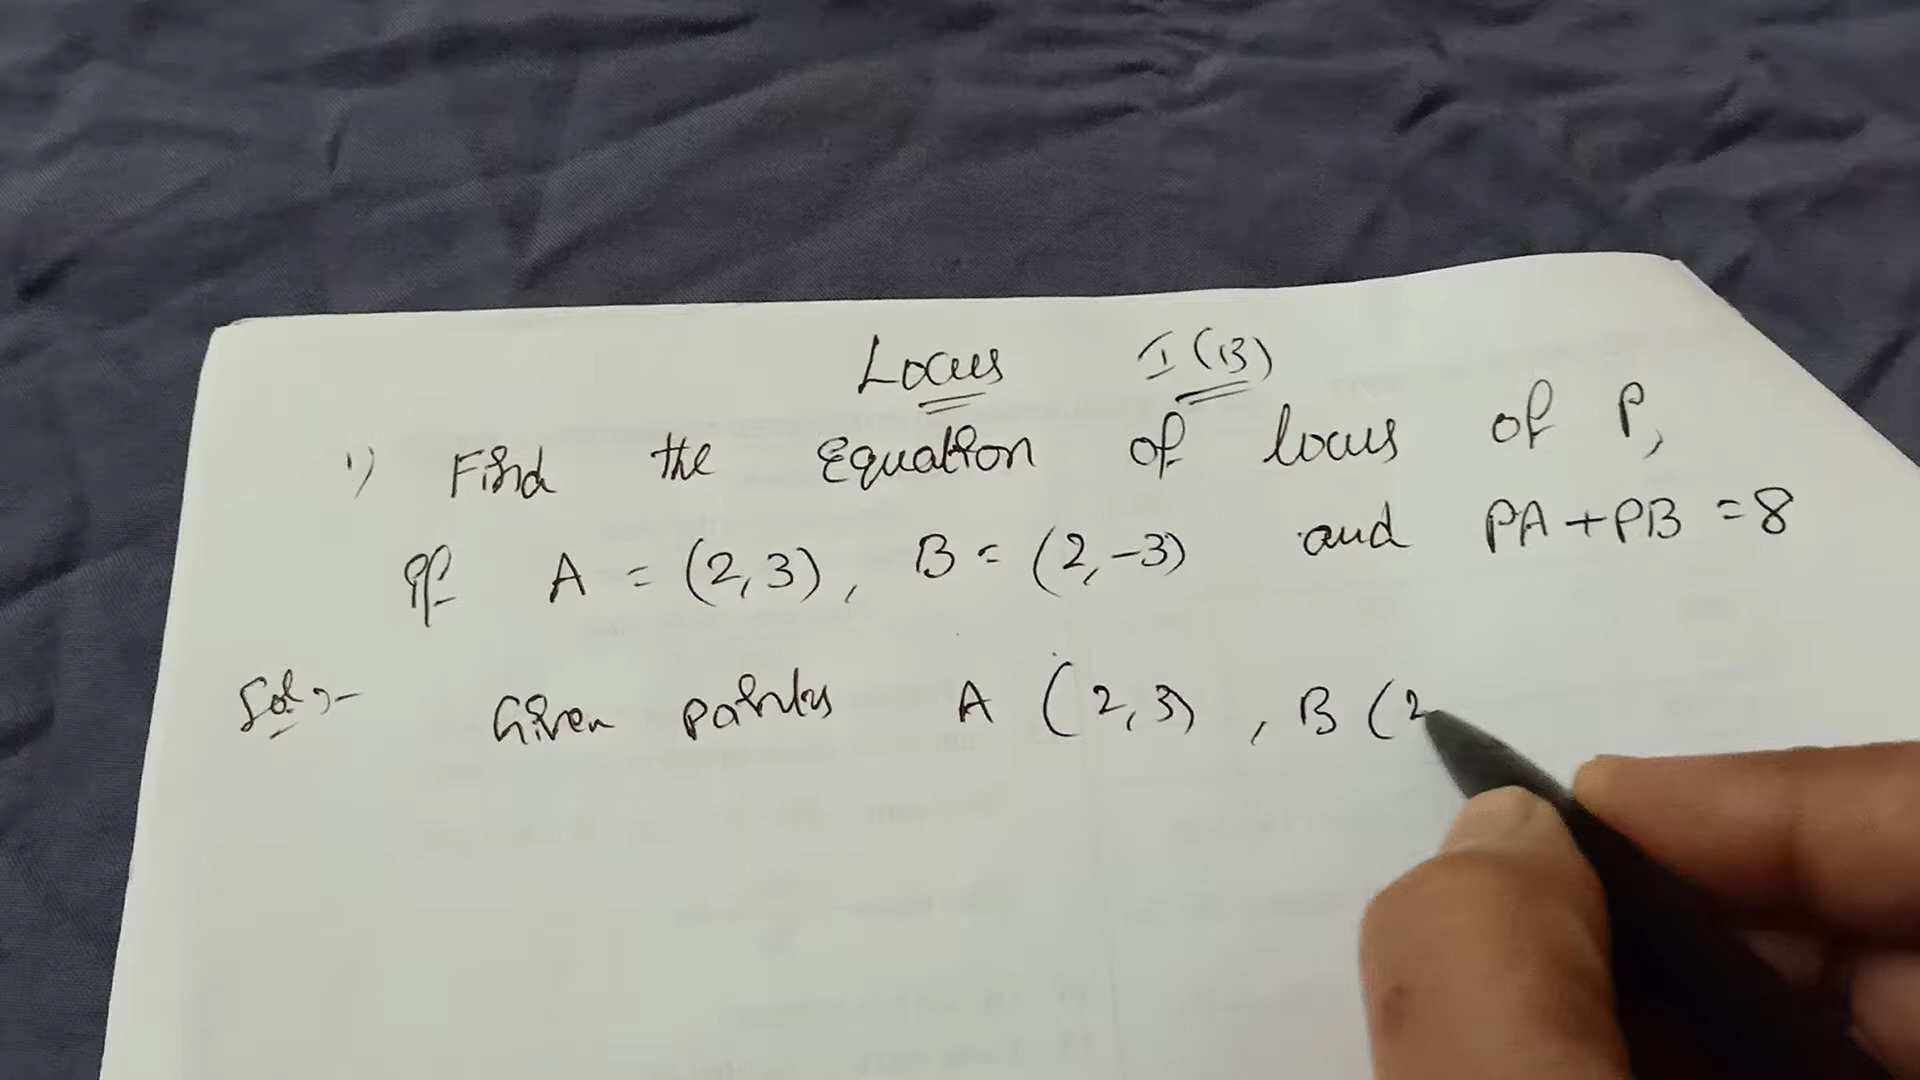 Locus I(B)
1) Find the Equation of locus of P,
If A = (2,3), B = (2,-3) and PA+PB = 8
Sol:- Given points A (2,3), B (2